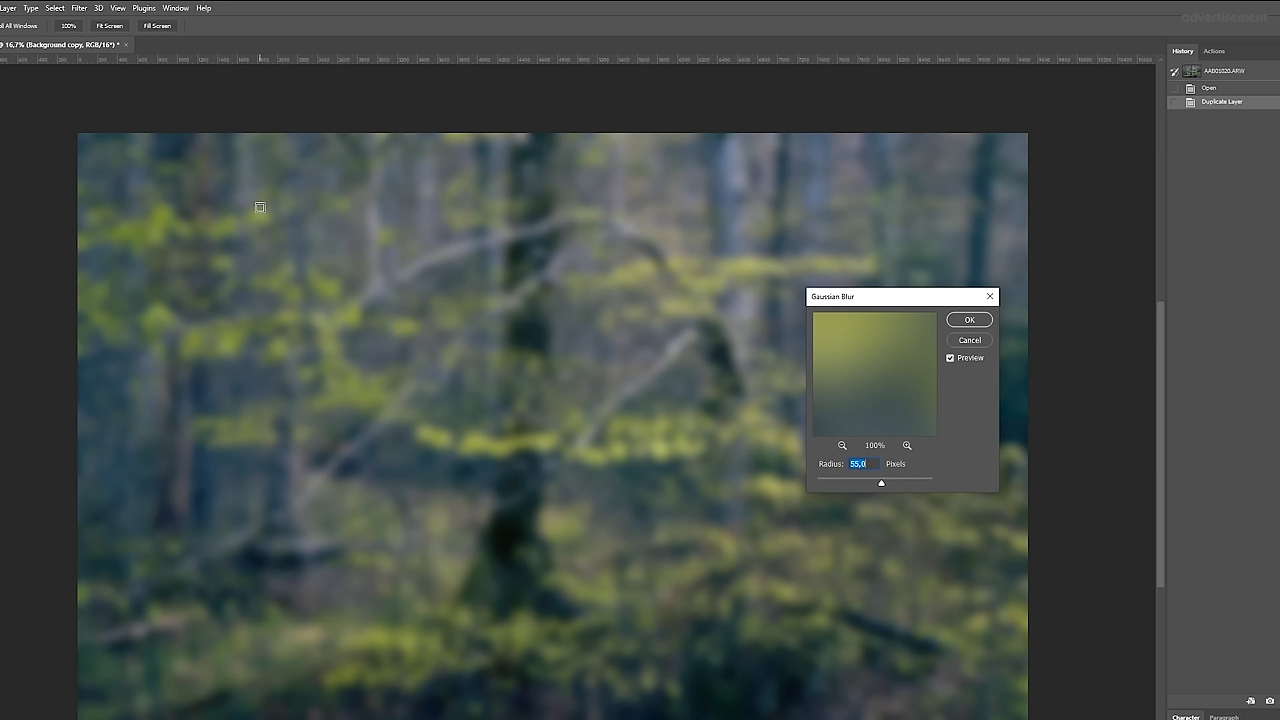 Layer Type Select Filter 3D View Plugins Window Help
ll All Windows 100% Fit Screen Fill Screen
advertisement
@ 16,7% (Background copy, RGB/16*) * ×
History Actions
AAB01020.ARW
Open
Duplicate Layer
Gaussian Blur
OK
Cancel
Preview
100%
Radius: 55,0 Pixels
Character Paragraph